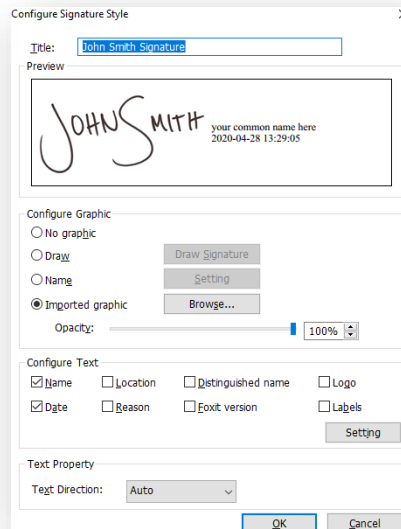 Configure Signature Style
Title: John Smith Signature
Preview
JOHN SMITH
your common name here
2020-04-28 13:29:05
Configure Graphic
No graphic
Draw Draw Signature
Name Setting
Imported graphic Browse...
Opacity: 100%
Configure Text
Name Location Distinguished name Logo
Date Reason Foxit version Labels
Setting
Text Property
Text Direction: Auto
OK Cancel